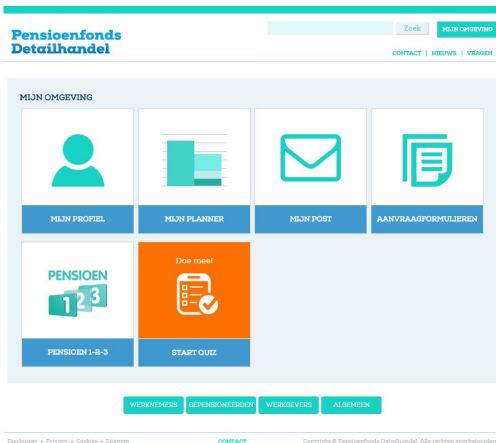 Pensioenfonds
Detailhandel
Zoek
MIJN OMGEVING
CONTACT | NIEUWS | VRAGEN
MIJN OMGEVING
MIJN PROFIEL
MIJN PLANNER
MIJN POST
AANVRAAGFORMULIEREN
PENSIOEN
1 2 3
Doe mee!
PENSIOEN 1-2-3
START QUIZ
WERKNEMERS
GEPENSIONEERDEN
WERKGEVERS
ALGEMEEN
Disclaimer • Privacy • Cookies • Sitemap
CONTACT
Copyright © Pensioenfonds Detailhandel. Alle rechten voorbehouden